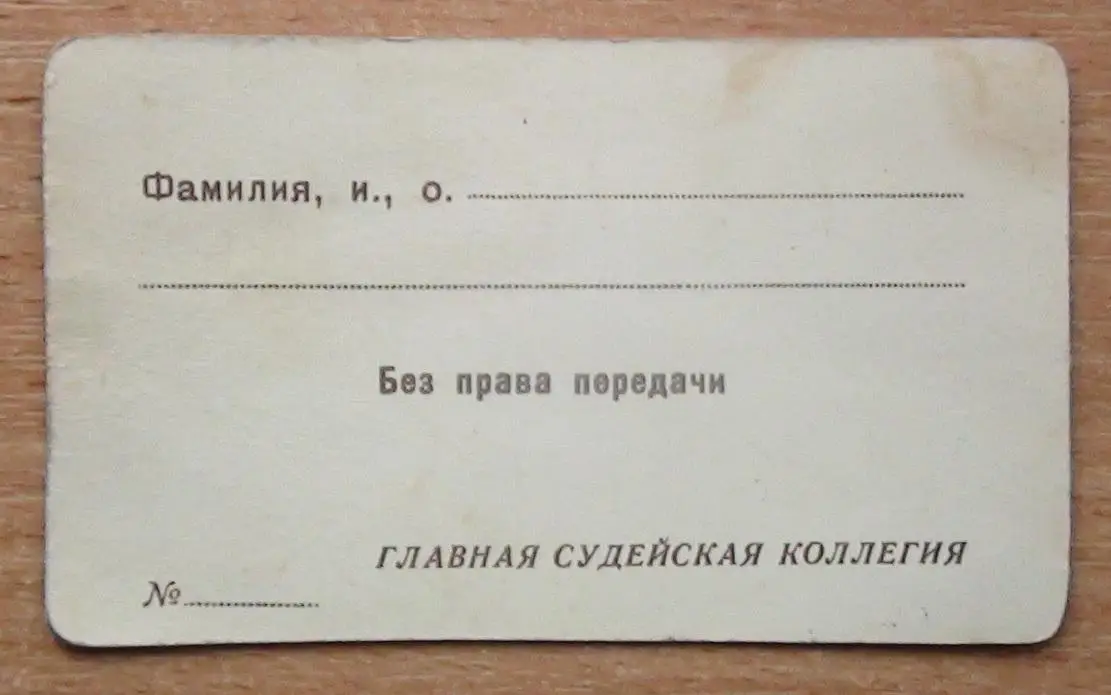 Фамилия, и., о. ........................................
........................................
Без права передачи
ГЛАВНАЯ СУДЕЙСКАЯ КОЛЛЕГИЯ
№............